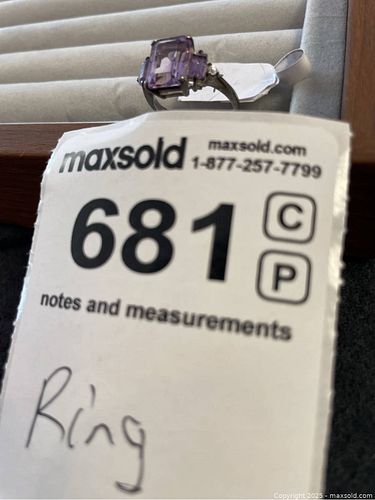 maxsold maxsold.com
1-877-257-7799
681 C
P
notes and measurements
Ring
Copyright 2025 - maxsold.com